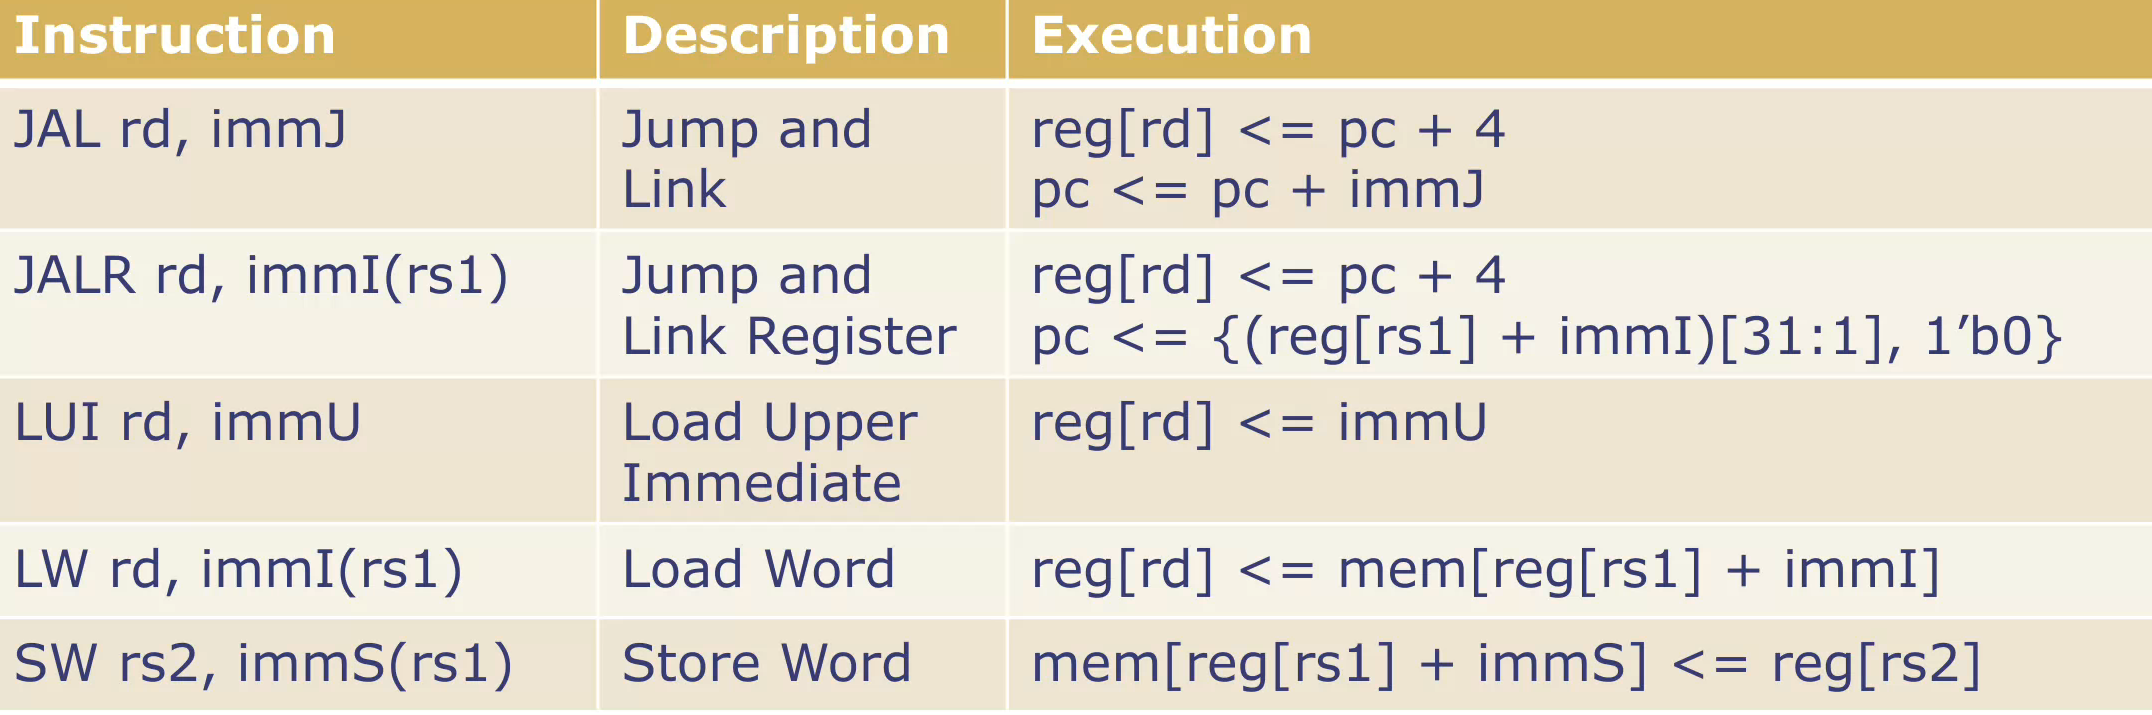 Instruction Description Execution
JAL rd, immJ Jump and reg[rd] <= pc + 4
Link pc <= pc + immJ
JALR rd, immI(rs1) Jump and reg[rd] <= pc + 4
Link Register pc <= {(reg[rs1] + immI)[31:1], 1’b0}
LUI rd, immU Load Upper reg[rd] <= immU
Immediate
LW rd, immI(rs1) Load Word reg[rd] <= mem[reg[rs1] + immI]
SW rs2, immS(rs1) Store Word mem[reg[rs1] + immS] <= reg[rs2]